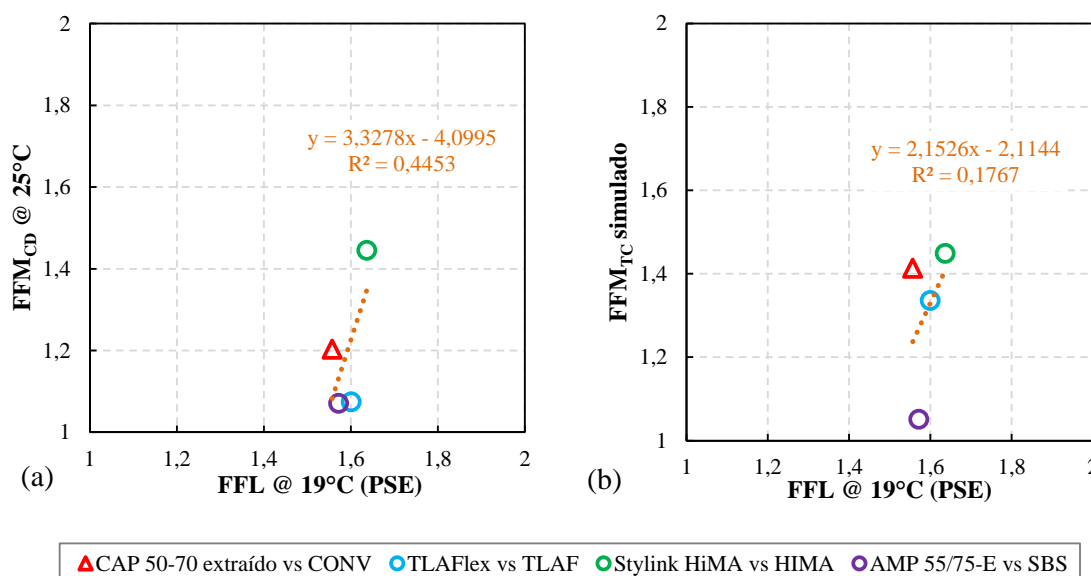 2
1,8
1,6
1,4
1,2
1
FFM_CD @ 25°C
y = 3,3278x - 4,0995
R² = 0,4453
1 1,2 1,4 1,6 1,8 2
(a) FFL @ 19°C (PSE)
2
1,8
1,6
1,4
1,2
1
FFM_TC simulado
y = 2,1526x - 2,1144
R² = 0,1767
1 1,2 1,4 1,6 1,8 2
(b) FFL @ 19°C (PSE)
CAP 50-70 extraído vs CONV TLAFlex vs TLAF Stylink HiMA vs HIMA AMP 55/75-E vs SBS